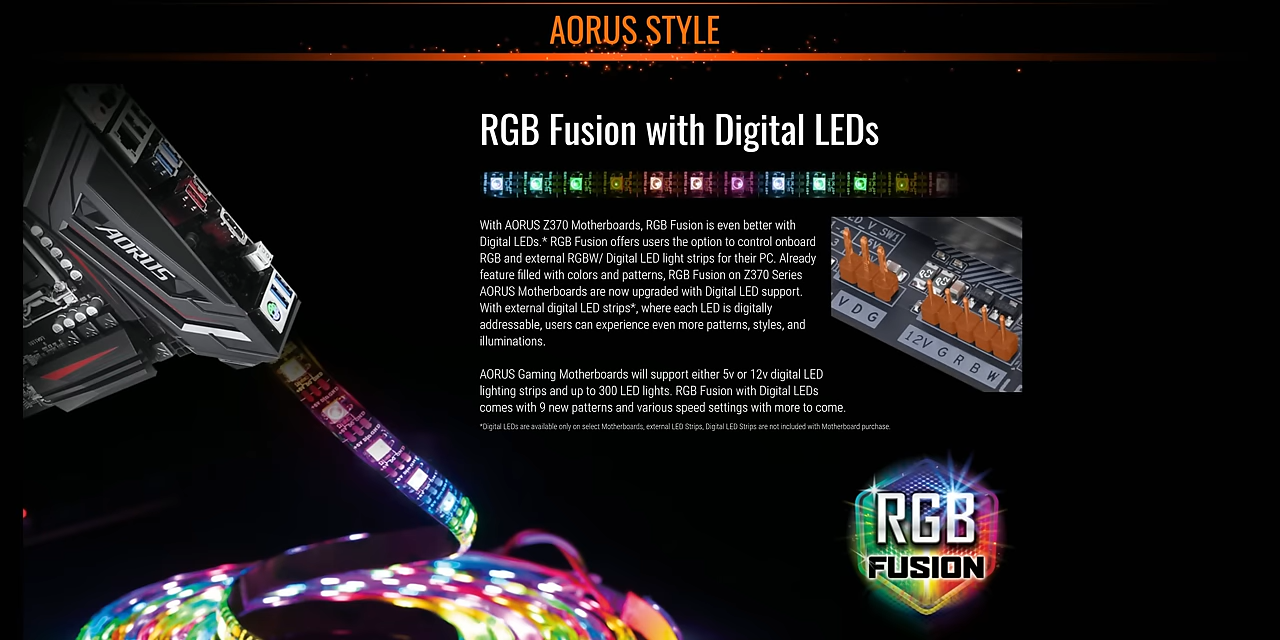 AORUS STYLE
RGB Fusion with Digital LEDs
With AORUS Z370 Motherboards, RGB Fusion is even better with
Digital LEDs.* RGB Fusion offers users the option to control onboard
RGB and external RGBW/ Digital LED light strips for their PC. Already
feature filled with colors and patterns, RGB Fusion on Z370 Series
AORUS Motherboards are now upgraded with Digital LED support.
With external digital LED strips*, where each LED is digitally
addressable, users can experience even more patterns, styles, and
illuminations.
AORUS Gaming Motherboards will support either 5v or 12v digital LED
lighting strips and up to 300 LED lights. RGB Fusion with Digital LEDs
comes with 9 new patterns and various speed settings with more to come.
*Digital LEDs are available only on select Motherboards, external LED Strips, Digital LED Strips are not included with Motherboard purchase.
AORUS
V D G
12V G R B W
RGB
FUSION